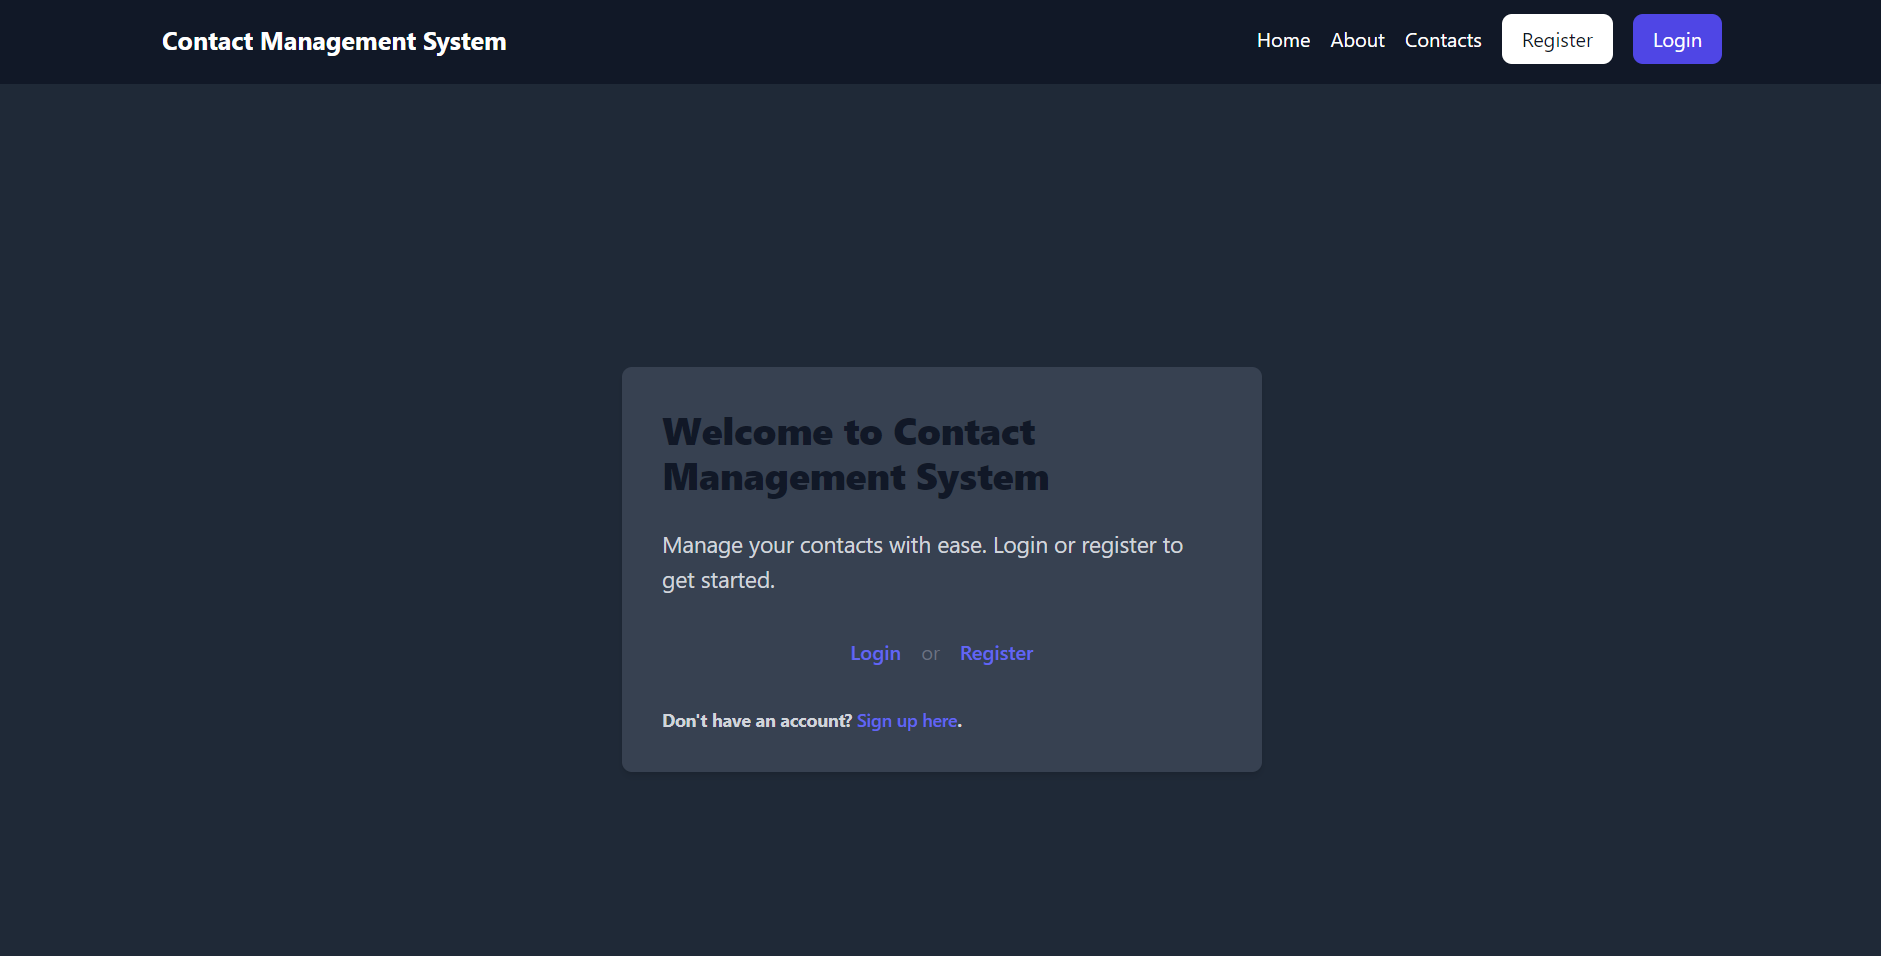 Contact Management System
Home About Contacts Register Login
Welcome to Contact
Management System
Manage your contacts with ease. Login or register to
get started.
Login or Register
Don't have an account? Sign up here.